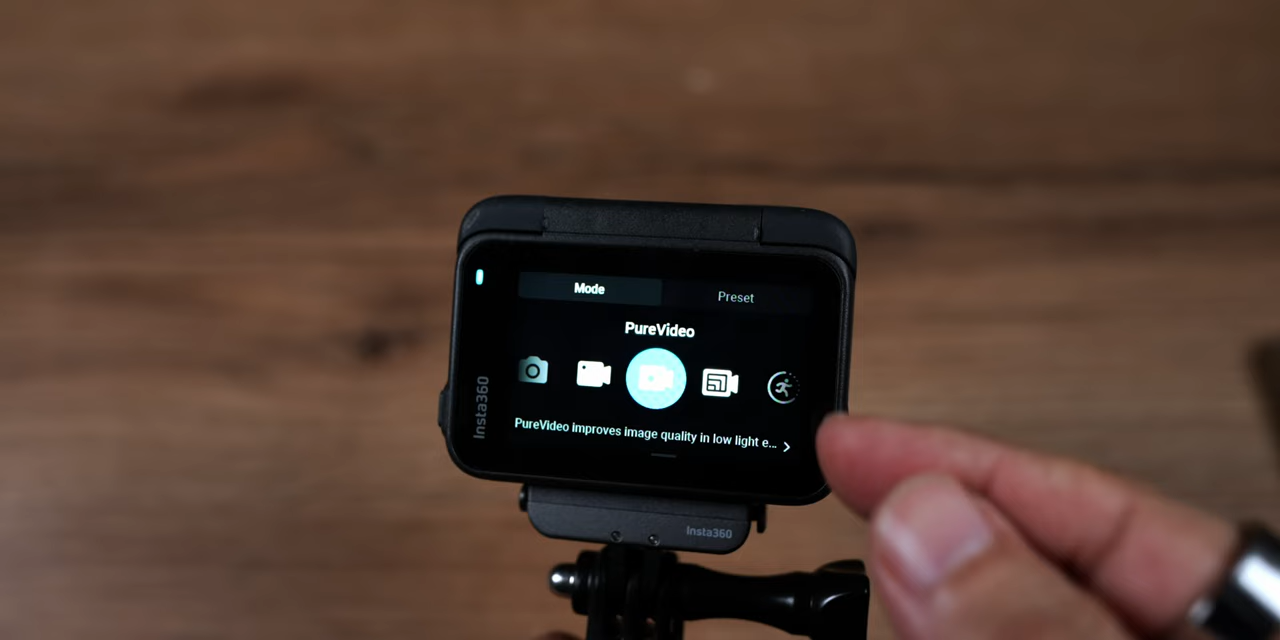 Mode
Preset
PureVideo
PureVideo improves image quality in low light e...
Insta360
Insta360